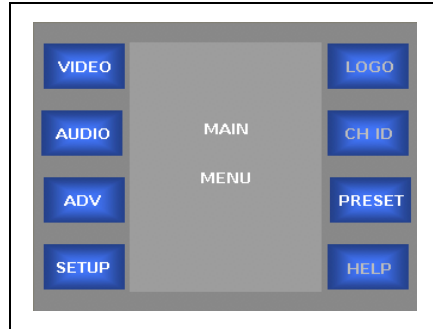 VIDEO
LOGO
AUDIO
MAIN
CH ID
MENU
ADV
PRESET
SETUP
HELP